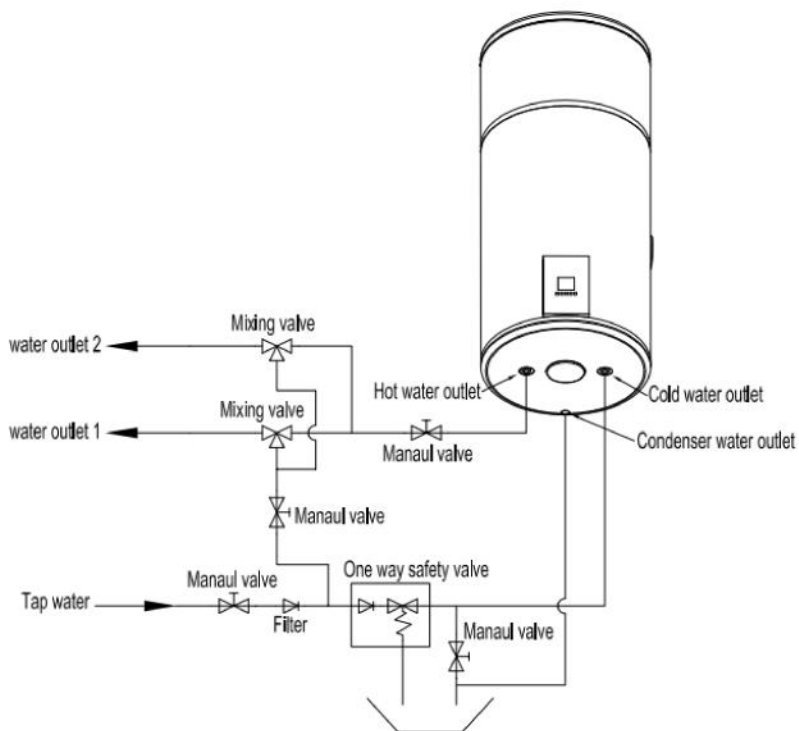 Mixing valve
water outlet 2
Hot water outlet
Cold water outlet
Mixing valve
water outlet 1
Manaul valve
Condenser water outlet
Manaul valve
One way safety valve
Manaul valve
Tap water
Filter
Manaul valve